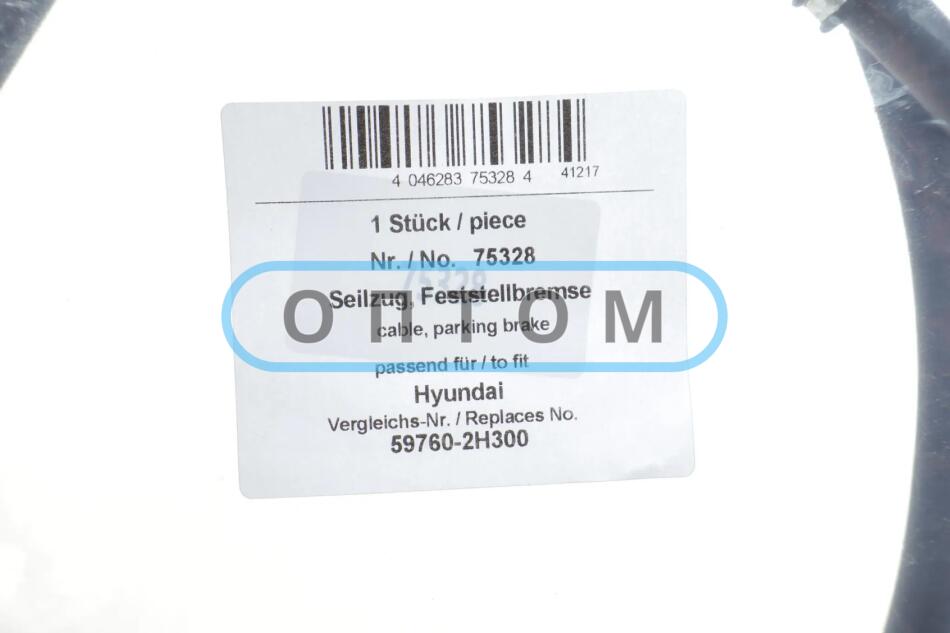 4 046283 75328 4 41217
1 Stück / piece
Nr. / No. 75328
75328
Seilzug, Feststellbremse
ОПТОМ
cable, parking brake
passend für / to fit
Hyundai
Vergleichs-Nr. / Replaces No.
59760-2H300